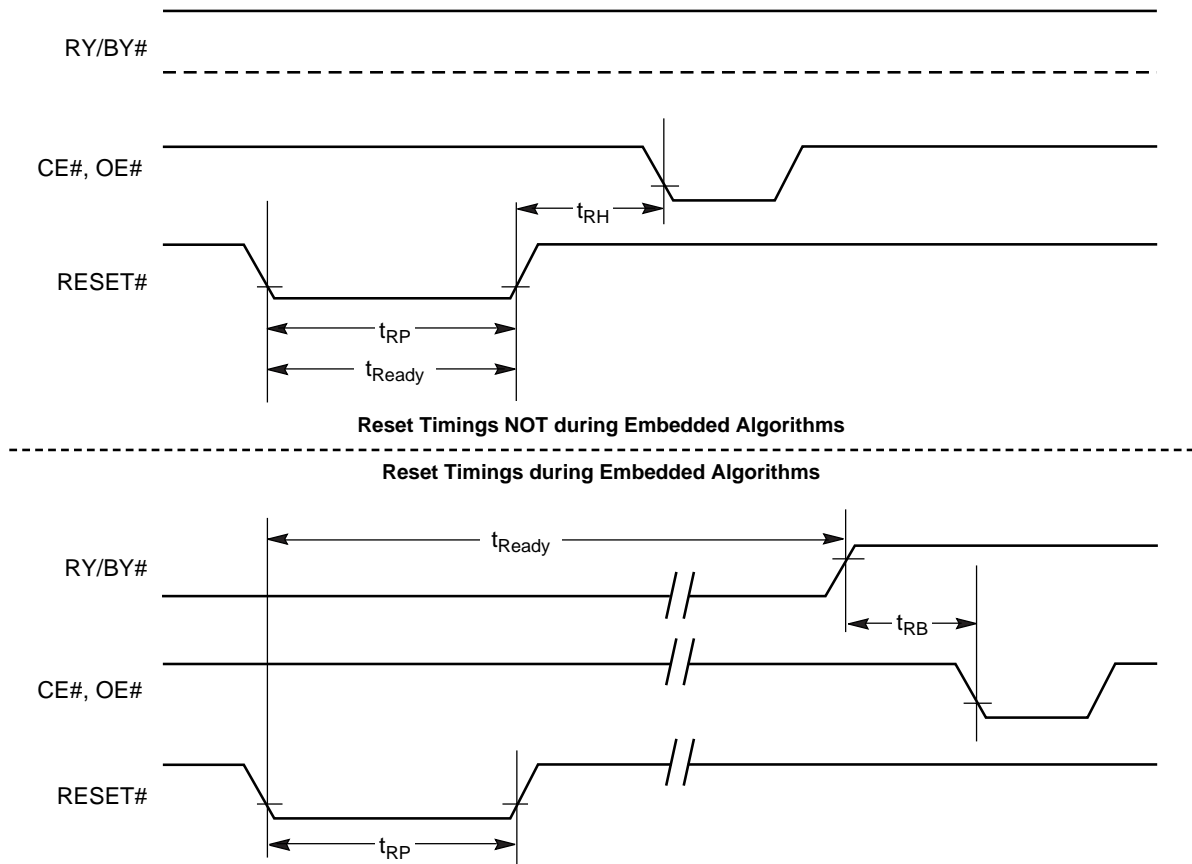 RY/BY#
CE#, OE#
tRH
RESET#
tRP
tReady
Reset Timings NOT during Embedded Algorithms
Reset Timings during Embedded Algorithms
tReady
RY/BY#
tRB
CE#, OE#
RESET#
tRP